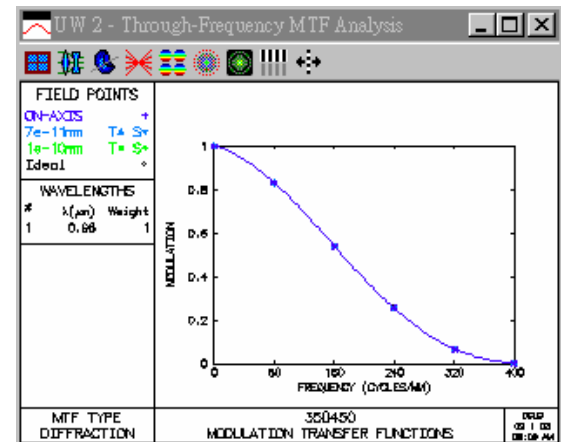 UW 2 - Through-Frequency MTF Analysis
FIELD POINTS
ON-AXIS +
7e-11mm T S
1e-10mm T S
Ideal
WAVELENGTHS
# λ(μm) Weight
1 0.66 1
MODULATION
1
0.8
0.6
0.4
0.2
0
0 80 160 240 320 400
FREQUENCY (CYCLES/MM)
MTF TYPE
DIFFRACTION
350450
MODULATION TRANSFER FUNCTIONS